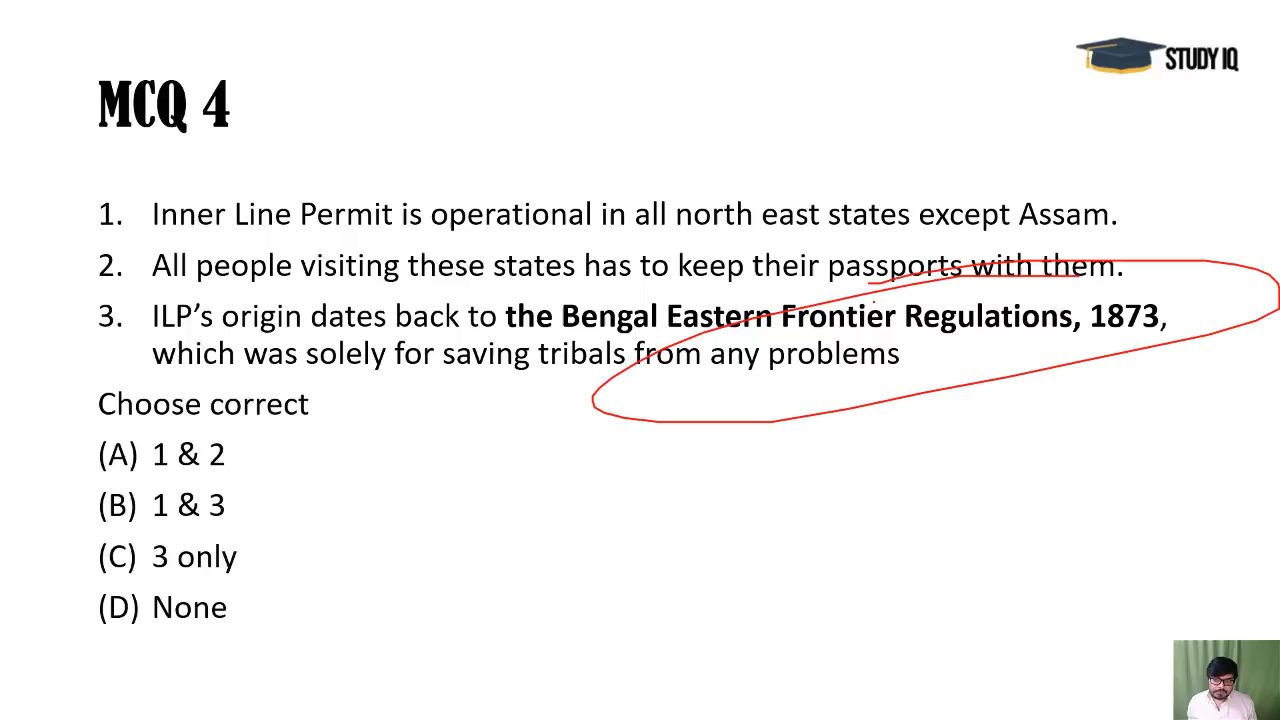 STUDY IQ
MCQ 4
1. Inner Line Permit is operational in all north east states except Assam.
2. All people visiting these states has to keep their passports with them.
3. ILP's origin dates back to the Bengal Eastern Frontier Regulations, 1873,
which was solely for saving tribals from any problems
Choose correct
(A) 1 & 2
(B) 1 & 3
(C) 3 only
(D) None